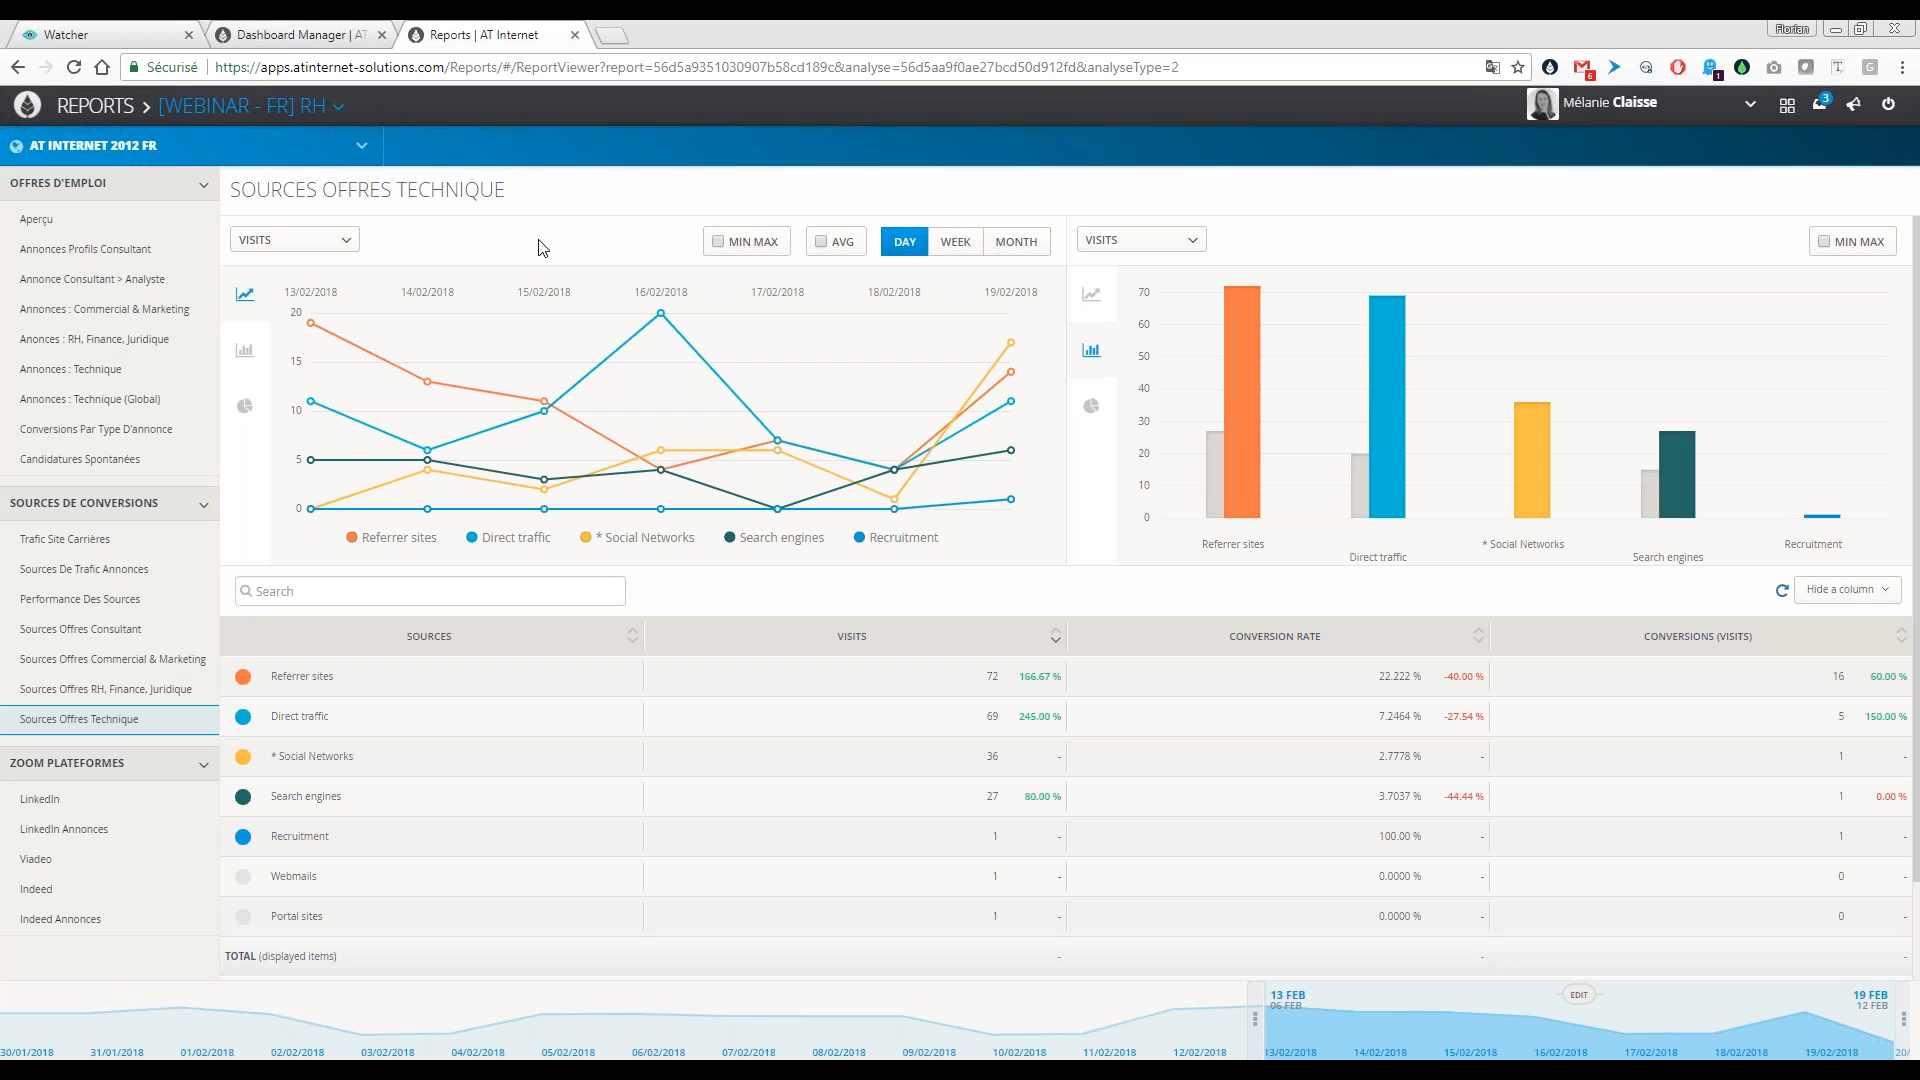 Watcher
Dashboard Manager | AT
Reports | AT Internet
Florian
Sécurisé
https://apps.atinternet-solutions.com/Reports/#/ReportViewer?report=56d5a9351030907b58cd189c&analyse=56d5aa9f0ae27bcd50d912fd&analyseType=2
6
1
REPORTS > [WEBINAR - FR] RH
Mélanie Claisse
3
AT INTERNET 2012 FR
OFFRES D'EMPLOI
Aperçu
Annonces Profils Consultant
Annonce Consultant > Analyste
Annonces : Commercial & Marketing
Anonces : RH, Finance, Juridique
Annonces : Technique
Annonces : Technique (Global)
Conversions Par Type D'annonce
Candidatures Spontanées
SOURCES DE CONVERSIONS
Trafic Site Carrières
Sources De Trafic Annonces
Performance Des Sources
Sources Offres Consultant
Sources Offres Commercial & Marketing
Sources Offres RH, Finance, Juridique
Sources Offres Technique
ZOOM PLATEFORMES
LinkedIn
LinkedIn Annonces
Viadeo
Indeed
Indeed Annonces
SOURCES OFFRES TECHNIQUE
VISITS
MIN MAX
AVG
DAY
WEEK
MONTH
13/02/2018 14/02/2018 15/02/2018 16/02/2018 17/02/2018 18/02/2018 19/02/2018
20
15
10
5
0
Referrer sites Direct traffic * Social Networks Search engines Recruitment
VISITS
MIN MAX
70
60
50
40
30
20
10
0
Referrer sites
Direct traffic
* Social Networks
Search engines
Recruitment
Search
Hide a column
SOURCES VISITS CONVERSION RATE CONVERSIONS (VISITS)
Referrer sites 72 166.67 % 22.222 % -40.00 % 16 60.00 %
Direct traffic 69 245.00 % 7.2464 % -27.54 % 5 150.00 %
* Social Networks 36 - 2.7778 % - 1 -
Search engines 27 80.00 % 3.7037 % -44.44 % 1 0.00 %
Recruitment 1 - 100.00 % - 1 -
Webmails 1 - 0.0000 % - 0 -
Portal sites 1 - 0.0000 % - 0 -
TOTAL (displayed items) - - -
13 FEB
06 FEB
EDIT
19 FEB
12 FEB
30/01/2018 31/01/2018 01/02/2018 02/02/2018 03/02/2018 04/02/2018 05/02/2018 06/02/2018 07/02/2018 08/02/2018 09/02/2018 10/02/2018 11/02/2018 12/02/2018 13/02/2018 14/02/2018 15/02/2018 16/02/2018 17/02/2018 18/02/2018 19/02/2018 20/